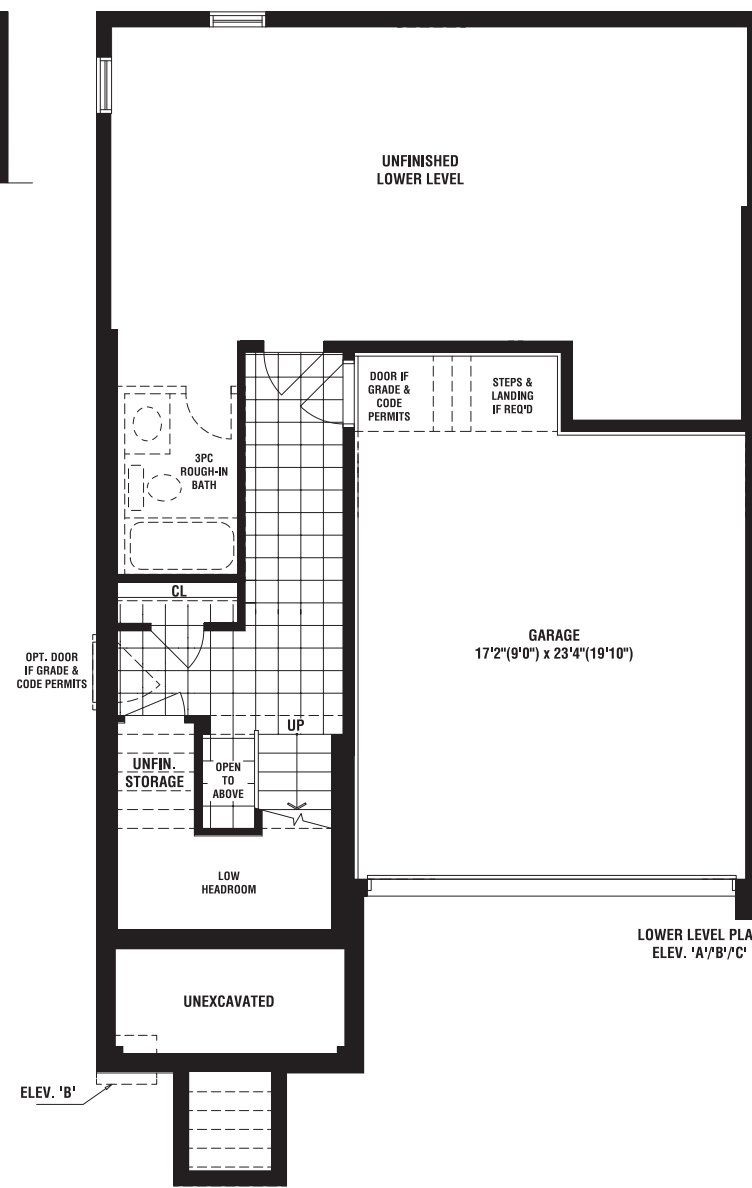 UNFINISHED
LOWER LEVEL
DOOR IF
GRADE &
CODE
PERMITS
STEPS &
LANDING
IF REQ'D
3PC
ROUGH-IN
BATH
CL
OPT. DOOR
IF GRADE &
CODE PERMITS
GARAGE
17'2"(9'0") x 23'4"(19'10")
UP
UNFIN.
STORAGE
OPEN
TO
ABOVE
LOW
HEADROOM
LOWER LEVEL PLA
ELEV. 'A'/'B'/'C'
UNEXCAVATED
ELEV. 'B'